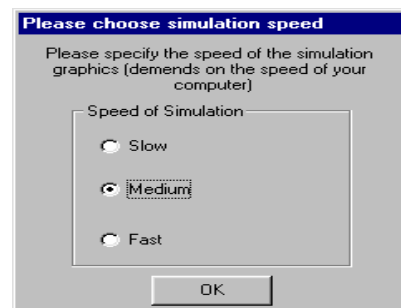 Please choose simulation speed
Please specify the speed of the simulation
graphics (demends on the speed of your
computer)
Speed of Simulation
Slow
Medium
Fast
OK